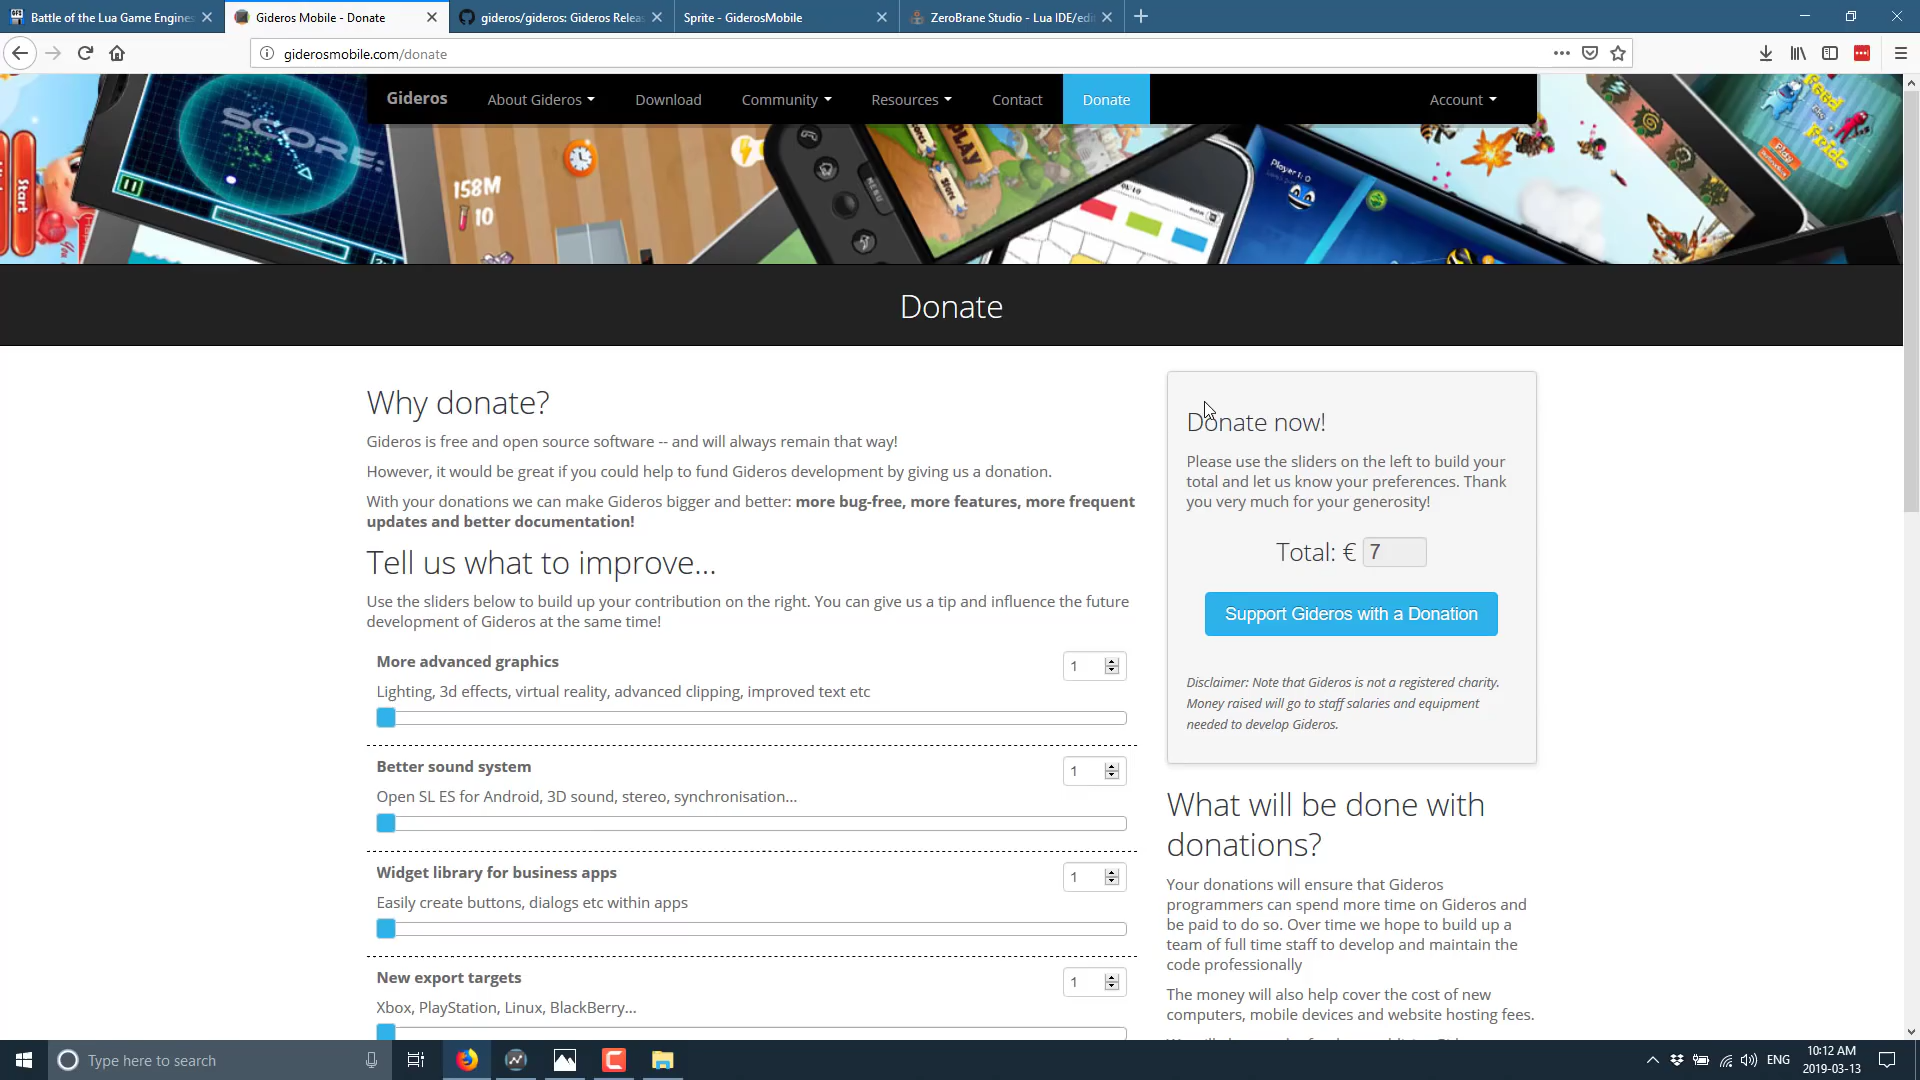 Battle of the Lua Game Engines
Gideros Mobile - Donate
gideros/gideros: Gideros Releas
Sprite - GiderosMobile
ZeroBrane Studio - Lua IDE/edi
giderosmobile.com/donate
Gideros
About Gideros
Download
Community
Resources
Contact
Donate
Account
Start
SCORE:
158M
10
PLAY
Store
MENU
Player 1: 0
Donate
Why donate?
Gideros is free and open source software -- and will always remain that way!
However, it would be great if you could help to fund Gideros development by giving us a donation.
With your donations we can make Gideros bigger and better: more bug-free, more features, more frequent
updates and better documentation!
Tell us what to improve...
Use the sliders below to build up your contribution on the right. You can give us a tip and influence the future
development of Gideros at the same time!
More advanced graphics
1
Lighting, 3d effects, virtual reality, advanced clipping, improved text etc
Better sound system
1
Open SL ES for Android, 3D sound, stereo, synchronisation...
Widget library for business apps
1
Easily create buttons, dialogs etc within apps
New export targets
1
Xbox, PlayStation, Linux, BlackBerry...
Donate now!
Please use the sliders on the left to build your
total and let us know your preferences. Thank
you very much for your generosity!
Total: € 7
Support Gideros with a Donation
Disclaimer: Note that Gideros is not a registered charity.
Money raised will go to staff salaries and equipment
needed to develop Gideros.
What will be done with
donations?
Your donations will ensure that Gideros
programmers can spend more time on Gideros and
be paid to do so. Over time we hope to build up a
team of full time staff to develop and maintain the
code professionally
The money will also help cover the cost of new
computers, mobile devices and website hosting fees.
Type here to search
ENG
10:12 AM
2019-03-13